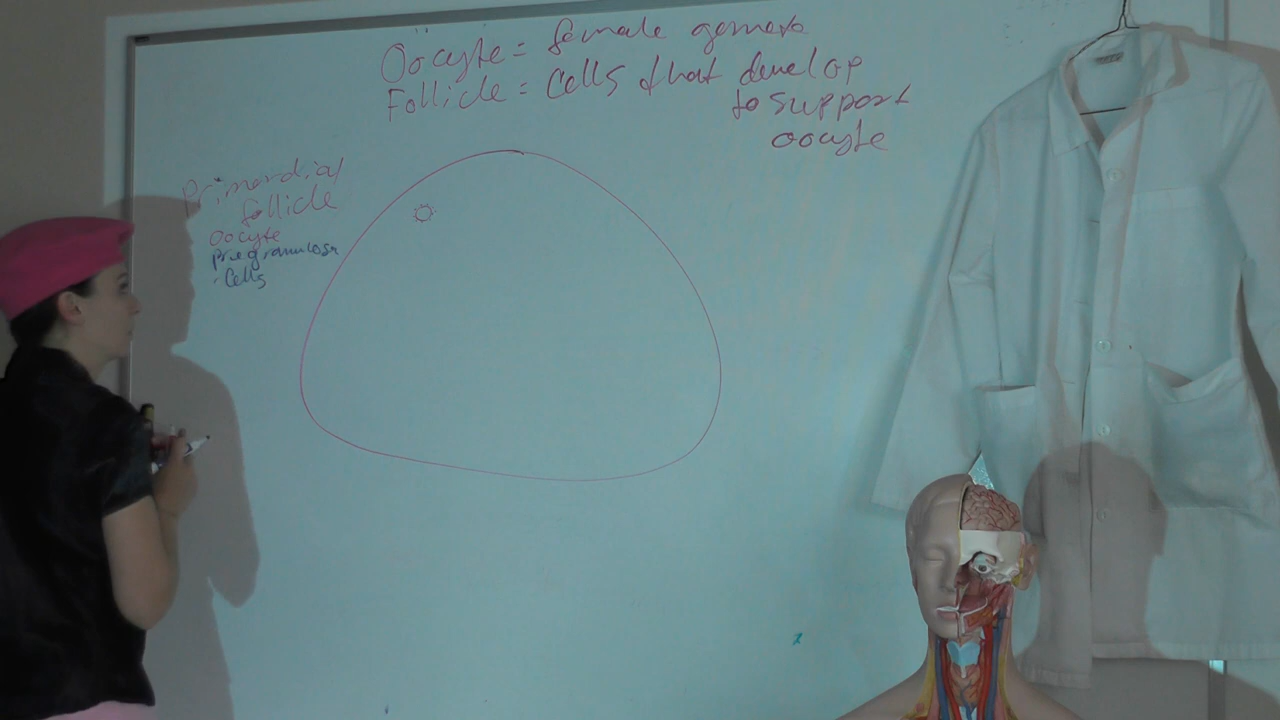 Oocyte = female gamete
Follicle = Cells that develop
to support
oocyte
Primordial
follicle
oocyte
pregranulosa
cells